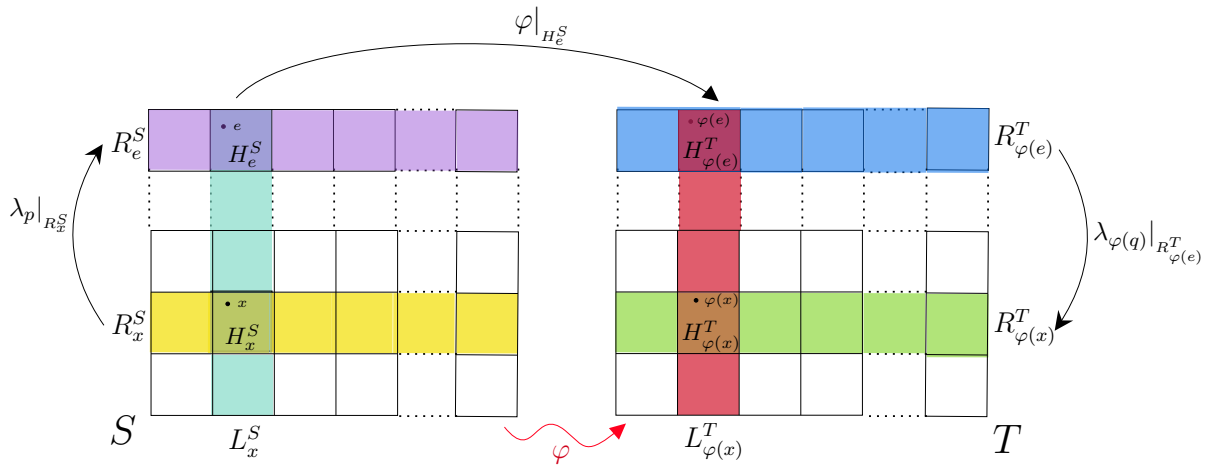 φ|_{H_e^S}
R_e^S
e
H_e^S
φ(e)
H_{φ(e)}^T
R_{φ(e)}^T
λ_p|_{R_x^S}
λ_{φ(q)}|_{R_{φ(e)}^T}
R_x^S
x
H_x^S
φ(x)
H_{φ(x)}^T
R_{φ(x)}^T
S
L_x^S
φ
L_{φ(x)}^T
T